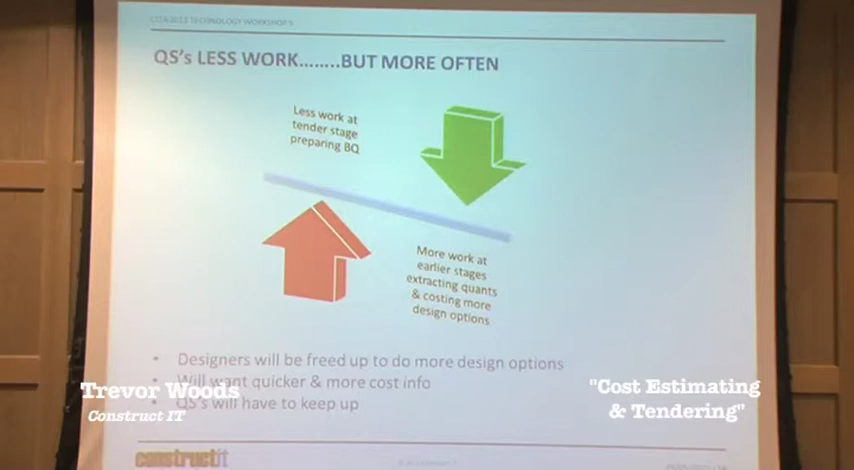 CITA 2013 TECHNOLOGY WORKSHOPS
QS's LESS WORK........BUT MORE OFTEN
Less work at
tender stage
preparing BQ
More work at
earlier stages
extracting quants
& costing more
design options
• Designers will be freed up to do more design options
• Will want quicker & more cost info
• QS's will have to keep up
Trevor Woods
Construct IT
"Cost Estimating
& Tendering"
constructit